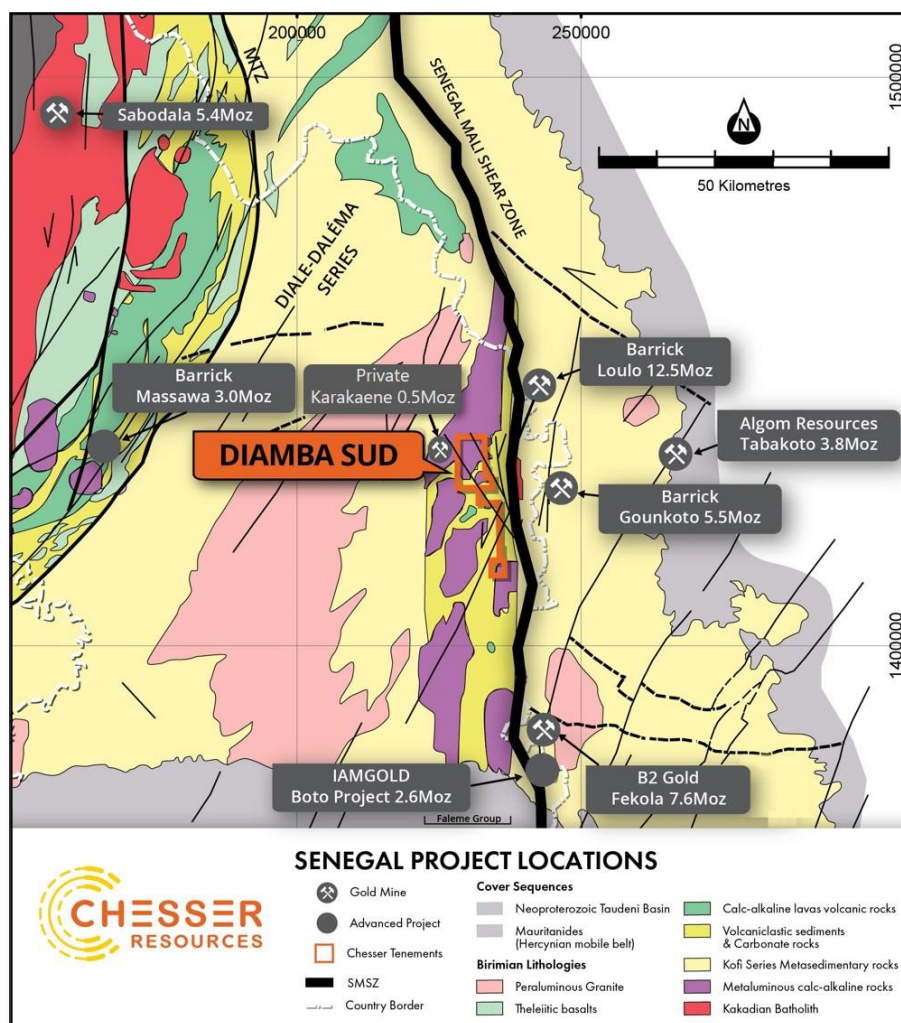 200000
250000
1500000
MTZ
Sabodala 5.4Moz
SENEGAL MALI SHEAR ZONE
N
50 Kilometres
DIALE-DALÉMA
SERIES
Barrick
Massawa 3.0Moz
Private
Karakaene 0.5Moz
Barrick
Loulo 12.5Moz
Algom Resources
Tabakoto 3.8Moz
DIAMBA SUD
Barrick
Gounkoto 5.5Moz
1400000
IAMGOLD
Boto Project 2.6Moz
B2 Gold
Fekola 7.6Moz
Faleme Group
CHESSER
RESOURCES
SENEGAL PROJECT LOCATIONS
Gold Mine
Advanced Project
Chesser Tenements
SMSZ
Country Border
Cover Sequences
Neoproterozoic Taudeni Basin
Mauritanides
(Hercynian mobile belt)
Birimian Lithologies
Peraluminous Granite
Theleiitic basalts
Calc-alkaline lavas volcanic rocks
Volcaniclastic sediments
& Carbonate rocks
Kofi Series Metasedimentary rocks
Metaluminous calc-alkaline rocks
Kakadian Batholith